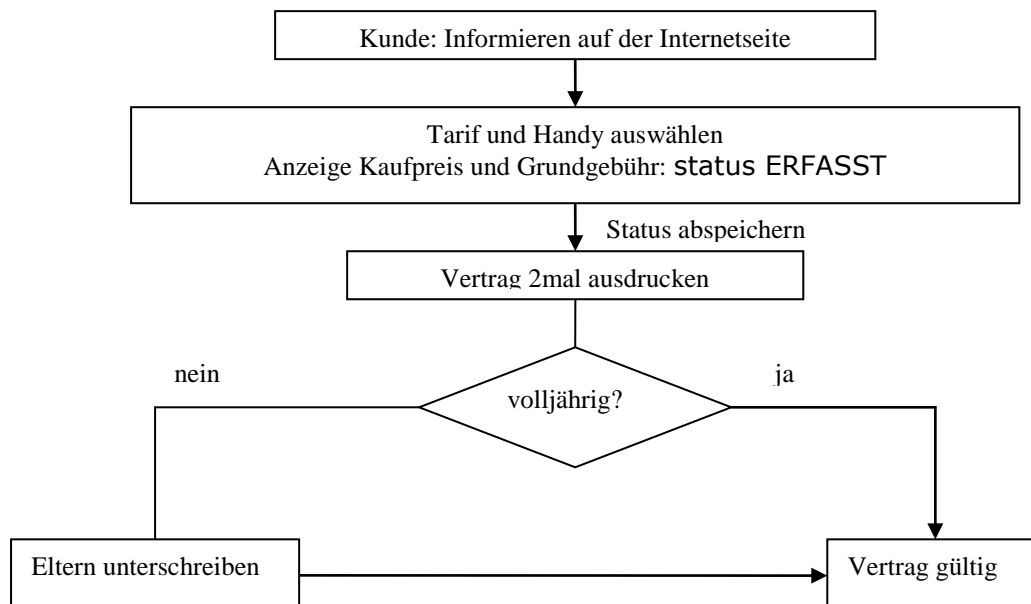 Kunde: Informieren auf der Internetseite
Tarif und Handy auswählen
Anzeige Kaufpreis und Grundgebühr: status ERFASST
Status abspeichern
Vertrag 2mal ausdrucken
nein
ja
volljährig?
Eltern unterschreiben
Vertrag gültig